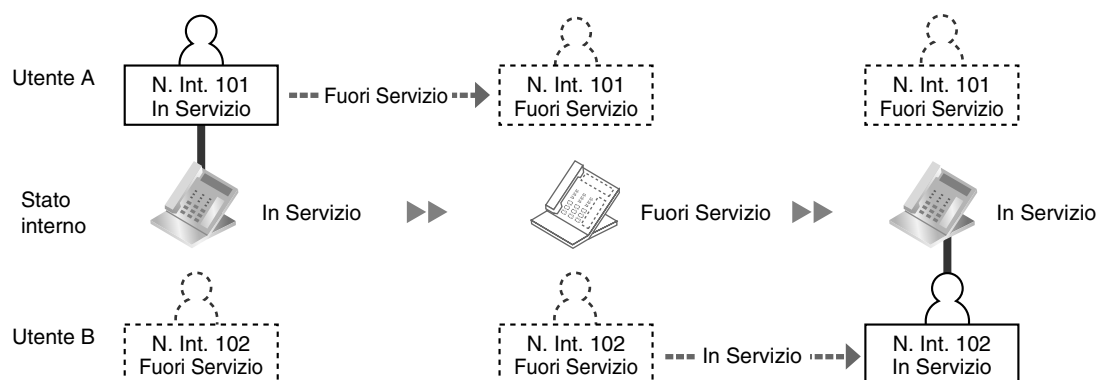 Utente A
N. Int. 101
In Servizio
Fuori Servizio
N. Int. 101
Fuori Servizio
N. Int. 101
Fuori Servizio
Stato
interno
In Servizio
Fuori Servizio
In Servizio
Utente B
N. Int. 102
Fuori Servizio
N. Int. 102
Fuori Servizio
In Servizio
N. Int. 102
In Servizio